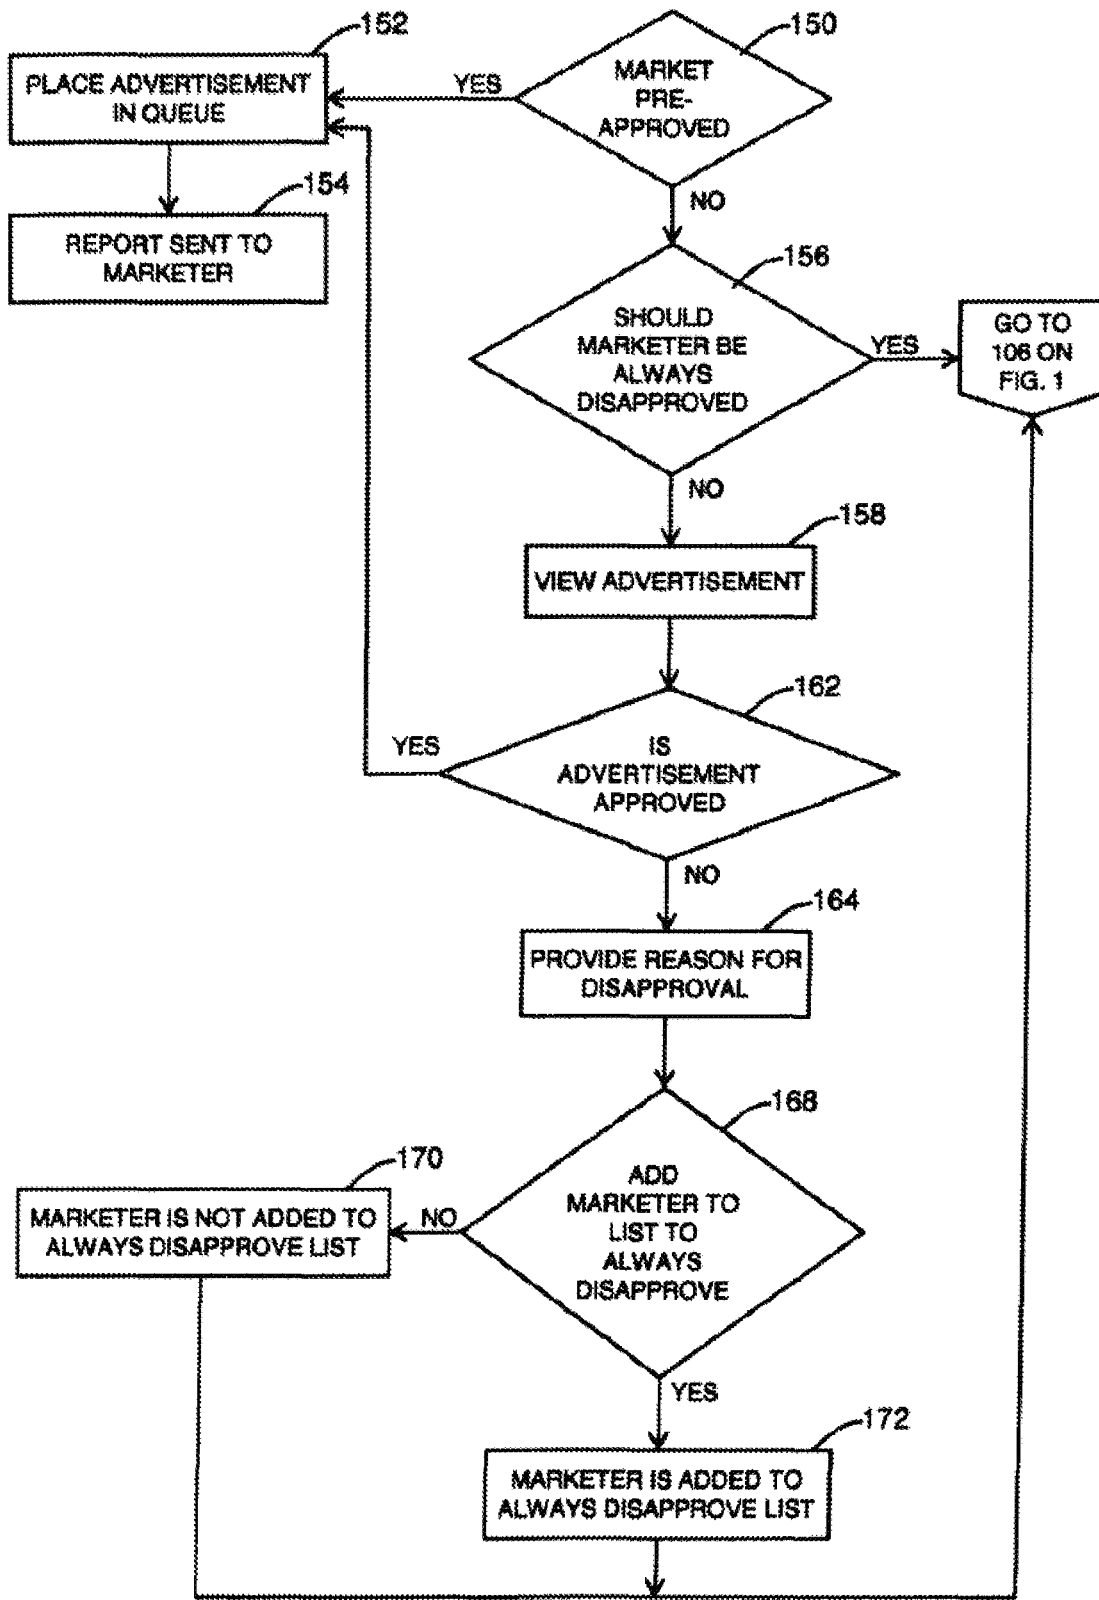 152
150
PLACE ADVERTISEMENT
IN QUEUE
YES
MARKET
PRE-
APPROVED
NO
154
REPORT SENT TO
MARKETER
156
SHOULD
MARKETER BE
ALWAYS
DISAPPROVED
YES
GO TO
106 ON
FIG. 1
NO
158
VIEW ADVERTISEMENT
162
YES
IS
ADVERTISEMENT
APPROVED
NO
164
PROVIDE REASON FOR
DISAPPROVAL
168
ADD
MARKETER TO
LIST TO
ALWAYS
DISAPPROVE
170
NO
MARKETER IS NOT ADDED TO
ALWAYS DISAPPROVE LIST
YES
172
MARKETER IS ADDED TO
ALWAYS DISAPPROVE LIST